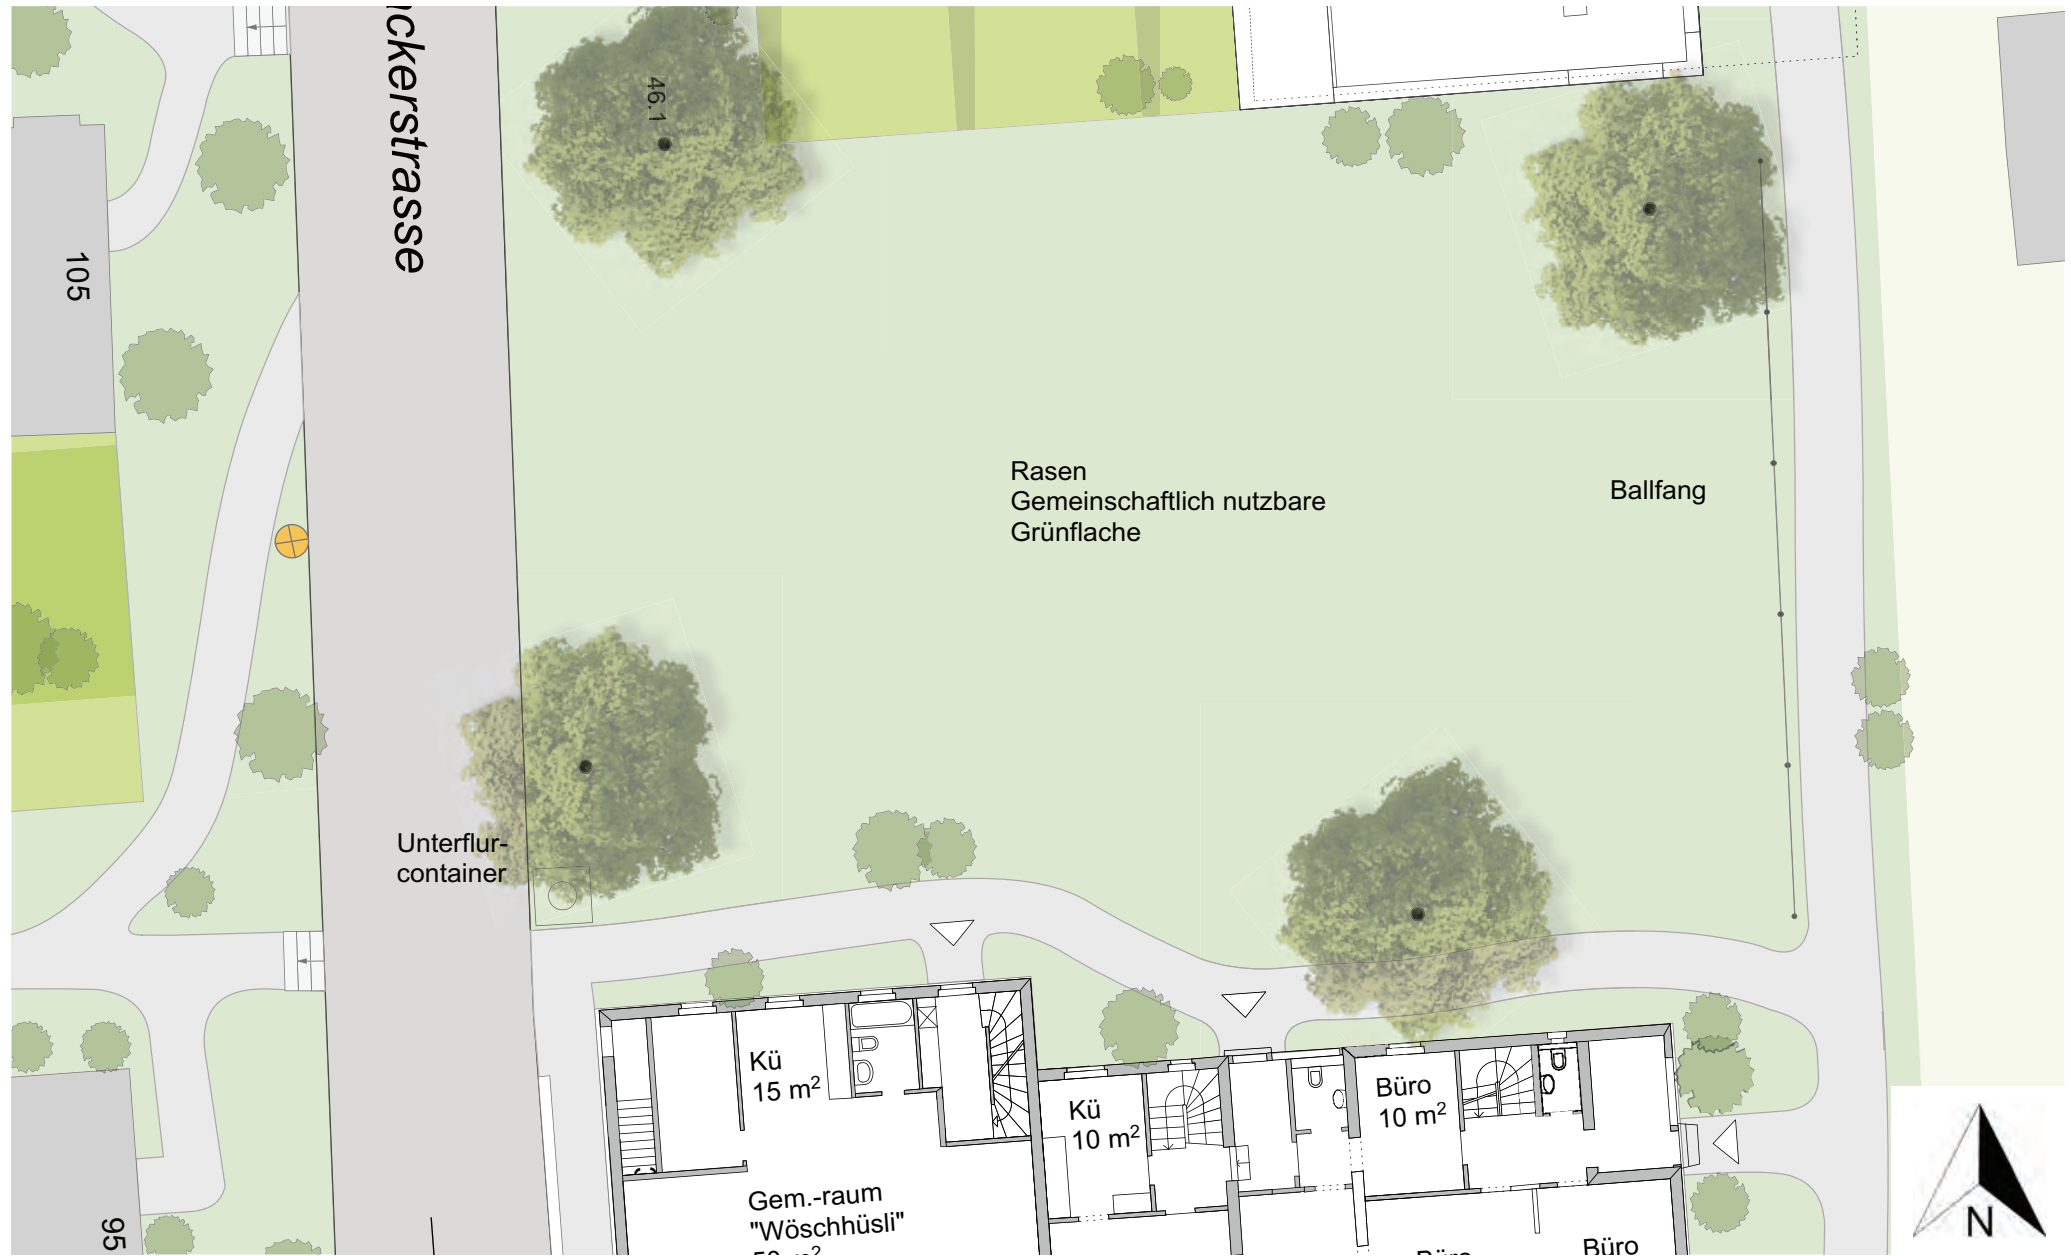 ckerstrasse
46.1
105
Rasen
Gemeinschaftlich nutzbare
Grünflache
Ballfang
Unterflur-
container
Kü
15 m²
Kü
10 m²
Büro
10 m²
Gem.-raum
"Wöschhüsli"
Büro
95
N